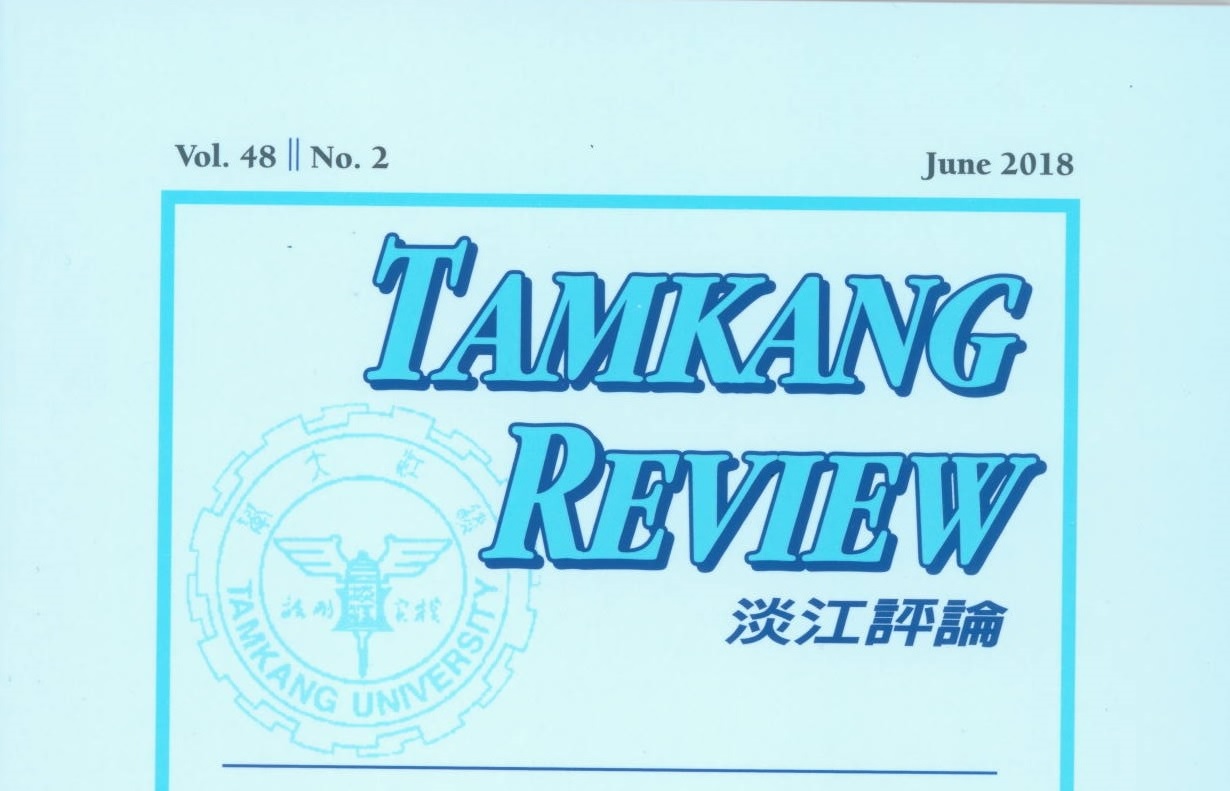 Vol. 48 || No. 2
June 2018
TAMKANG
REVIEW
淡江評論
TAMKANG UNIVERSITY